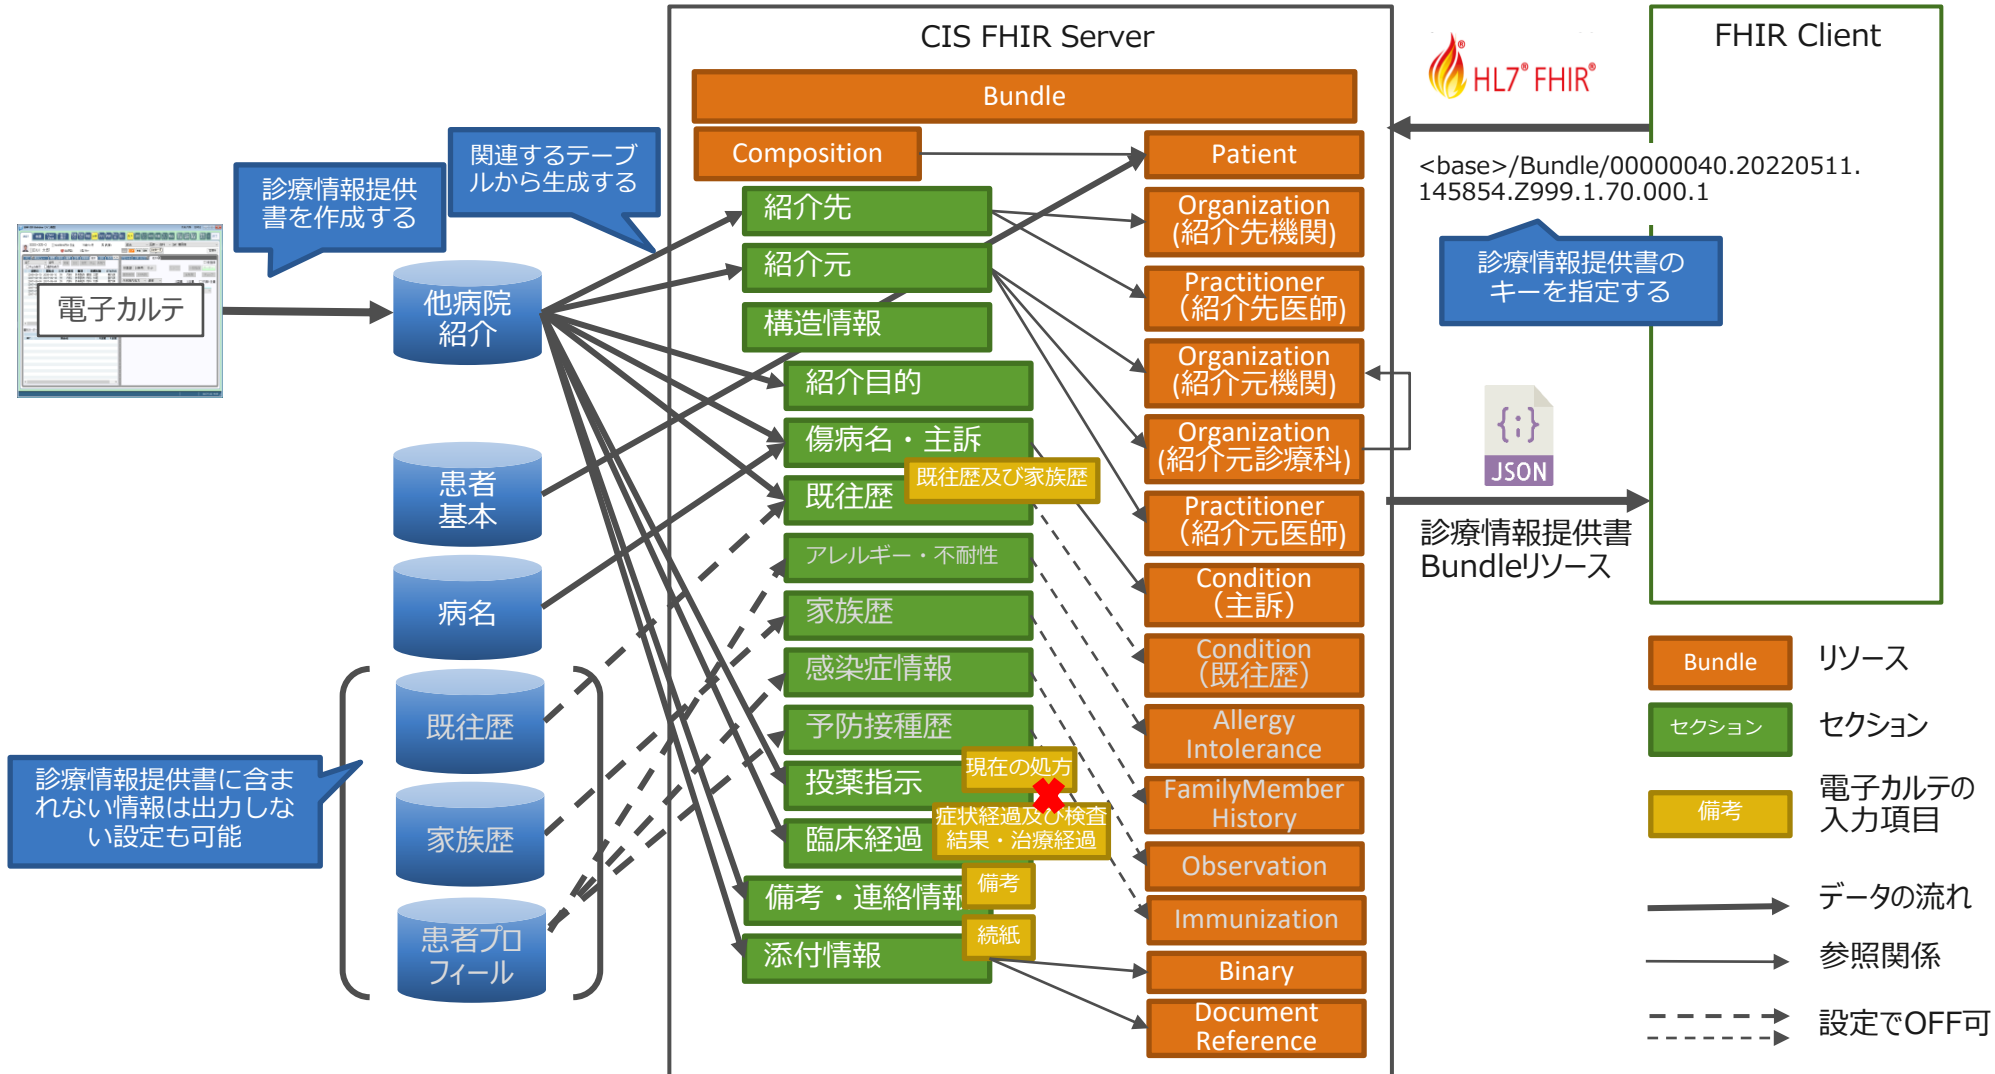 CIS FHIR Server
FHIR Client
HL7® FHIR®
Bundle
Composition
Patient
関連するテーブ
ルから生成する
診療情報提供
書を作成する
<base>/Bundle/00000040.20220511.
145854.Z999.1.70.000.1
紹介先
Organization
(紹介先機関)
紹介元
Practitioner
（紹介先医師)
診療情報提供書の
キーを指定する
電子カルテ
他病院
紹介
構造情報
Organization
(紹介元機関)
紹介目的
{;}
JSON
傷病名・主訴
Organization
(紹介元診療科)
既往歴及び家族歴
患者
基本
既往歴
Practitioner
（紹介元医師)
診療情報提供書
Bundleリソース
アレルギー・不耐性
Condition
（主訴）
病名
家族歴
感染症情報
Condition
（既往歴）
Bundle
リソース
既往歴
予防接種歴
Allergy
Intolerance
セクション
セクション
診療情報提供書に含ま
れない情報は出力しな
い設定も可能
投薬指示
現在の処方
FamilyMember
History
備考
電子カルテの
入力項目
家族歴
臨床経過
症状経過及び検査
結果・治療経過
Observation
備考・連絡情報
備考
データの流れ
Immunization
患者プロ
フィール
添付情報
続紙
Binary
参照関係
Document
Reference
設定でOFF可